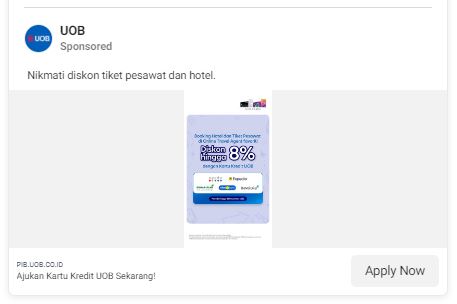 UOB
UOB
Sponsored
Nikmati diskon tiket pesawat dan hotel.
Booking Hotel dan Tiket Pesawat
di Online Travel Agent favorit!
Diskon
hingga 8%
dengan Kartu Kredit UOB
Expedia
PIB.UOB.CO.ID
Ajukan Kartu Kredit UOB Sekarang!
Apply Now